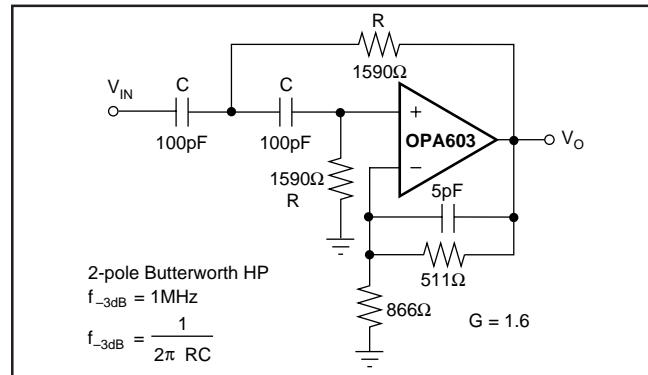 R
1590Ω
V_IN
C
C
100pF
100pF
+
OPA603
−
V_O
1590Ω
R
5pF
511Ω
866Ω
G = 1.6
2-pole Butterworth HP
f_–3dB = 1MHz
f_–3dB = 1 / 2π RC